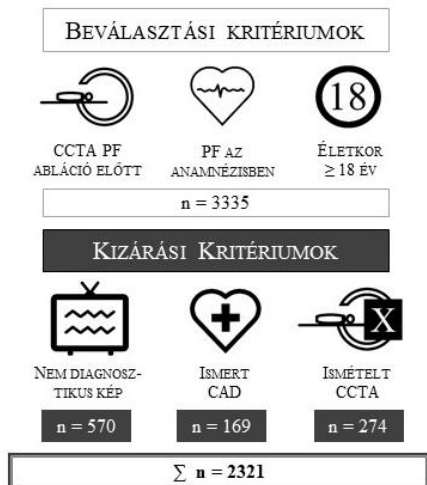 BEVÁLASZTÁSI KRITÉRIUMOK
18
CCTA PF
ABLÁCIÓ ELŐTT
PF AZ
ANAMNÉZISBEN
ÉLETKOR
≥ 18 ÉV
n = 3335
KIZÁRÁSI KRITÉRIUMOK
X
NEM DIAGNOSZ-
TIKUS KÉP
ISMERT
CAD
ISMÉTELT
CCTA
n = 570
n = 169
n = 274
∑ n = 2321